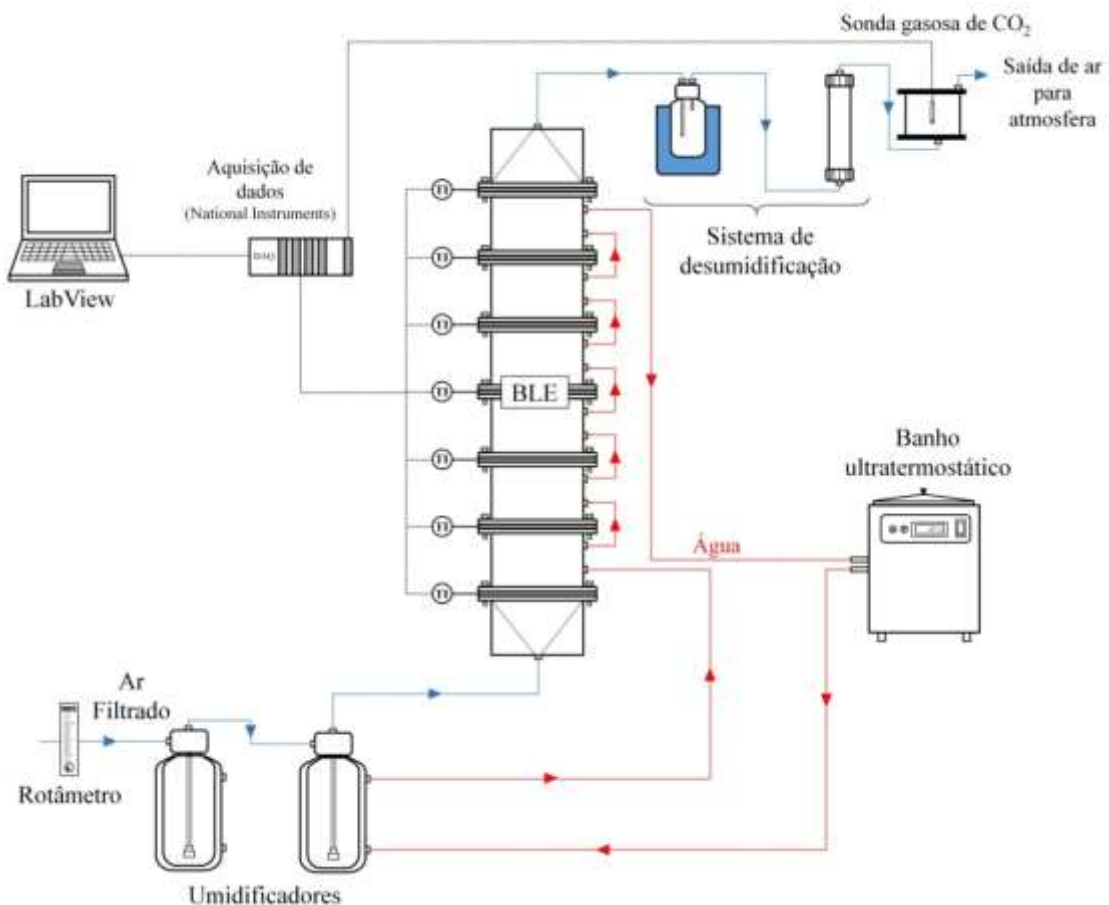 Sonda gasosa de CO₂
Saída de ar
para
atmosfera
Aquisição de
dados
(National Instruments)
LabView
Sistema de
desumidificação
BLE
Banho
ultratermostático
Água
Ar
Filtrado
Rotâmetro
Umidificadores